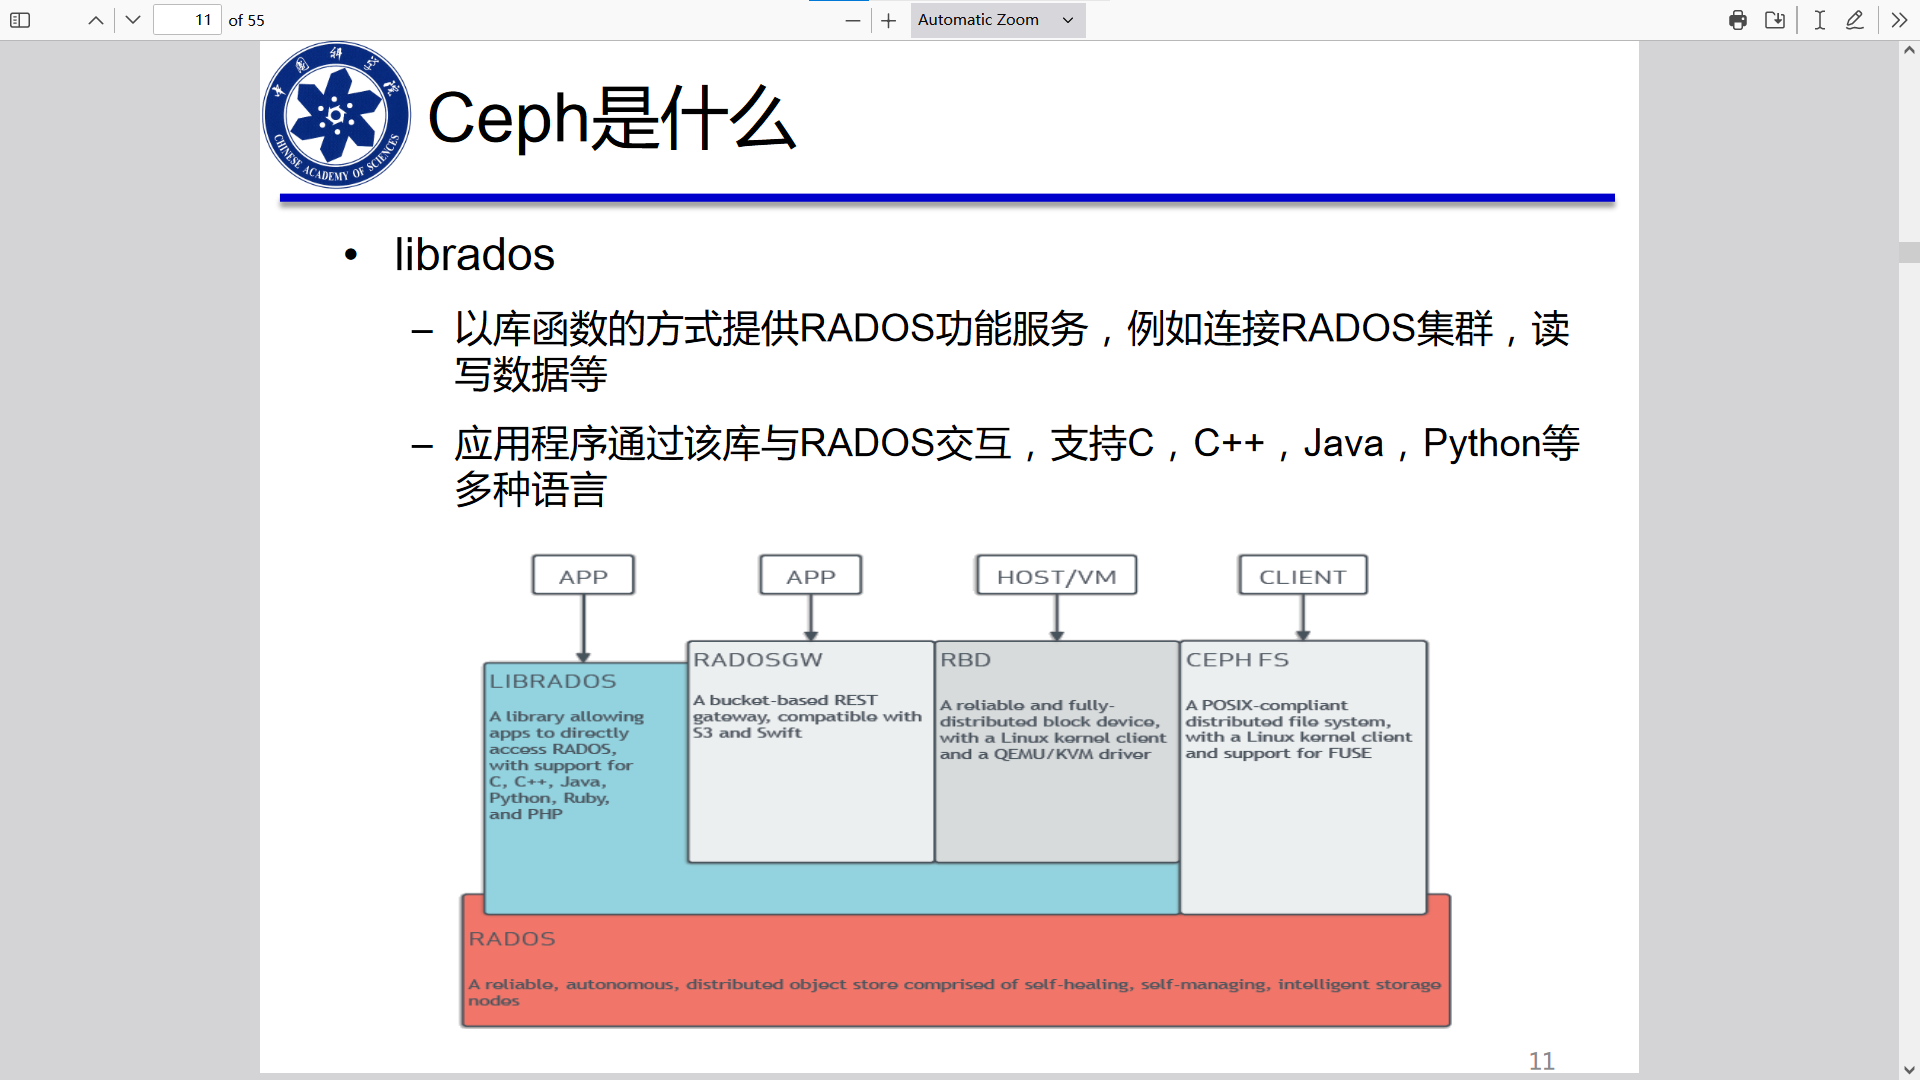 11 of 55
Automatic Zoom
中国科学院
CHINESE ACADEMY OF SCIENCES
Ceph是什么
• librados
– 以库函数的方式提供RADOS功能服务，例如连接RADOS集群，读
写数据等
– 应用程序通过该库与RADOS交互，支持C，C++，Java，Python等
多种语言
APP
APP
HOST/VM
CLIENT
LIBRADOS
A library allowing
apps to directly
access RADOS,
with support for
C, C++, Java,
Python, Ruby,
and PHP
RADOSGW
A bucket-based REST
gateway, compatible with
S3 and Swift
RBD
A reliable and fully-
distributed block device,
with a Linux kernel client
and a QEMU/KVM driver
CEPH FS
A POSIX-compliant
distributed file system,
with a Linux kernel client
and support for FUSE
RADOS
A reliable, autonomous, distributed object store comprised of self-healing, self-managing, intelligent storage
nodes
11